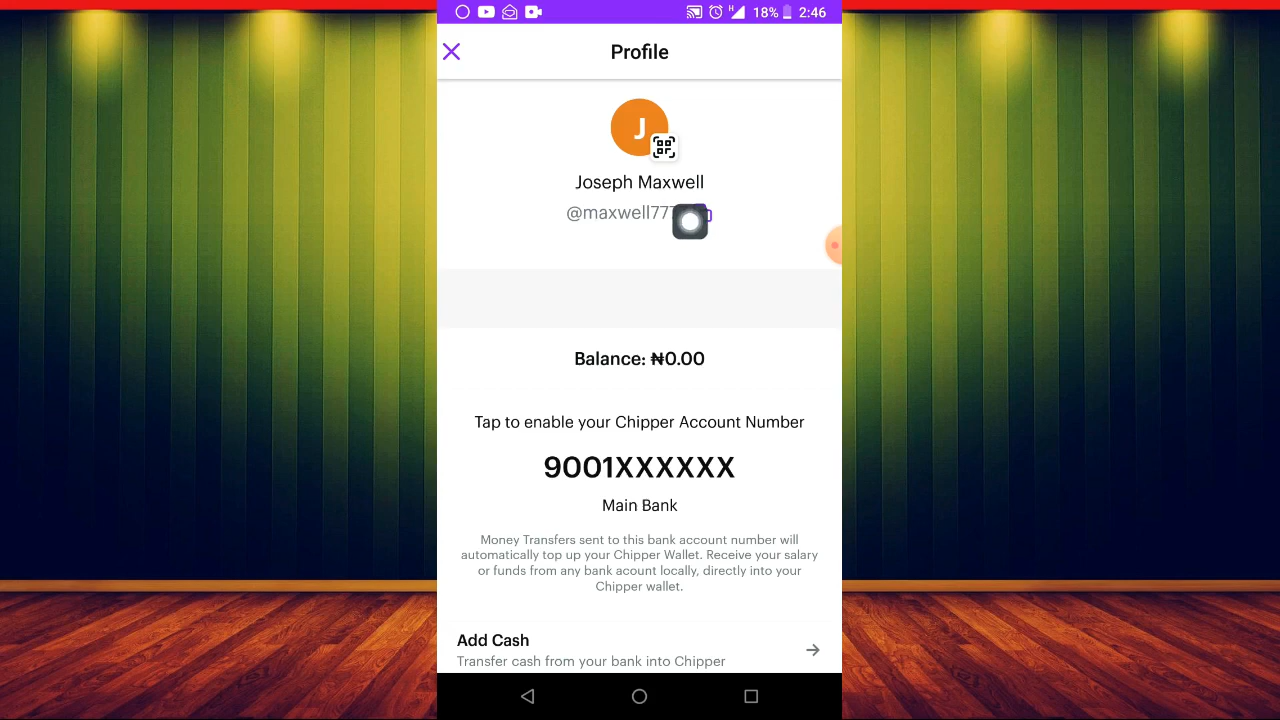 H 18% 2:46
Profile
J
Joseph Maxwell
Balance: ₦0.00
Tap to enable your Chipper Account Number
9001XXXXXX
Main Bank
Money Transfers sent to this bank account number will
automatically top up your Chipper Wallet. Receive your salary
or funds from any bank acount locally, directly into your
Chipper wallet.
Add Cash
Transfer cash from your bank into Chipper